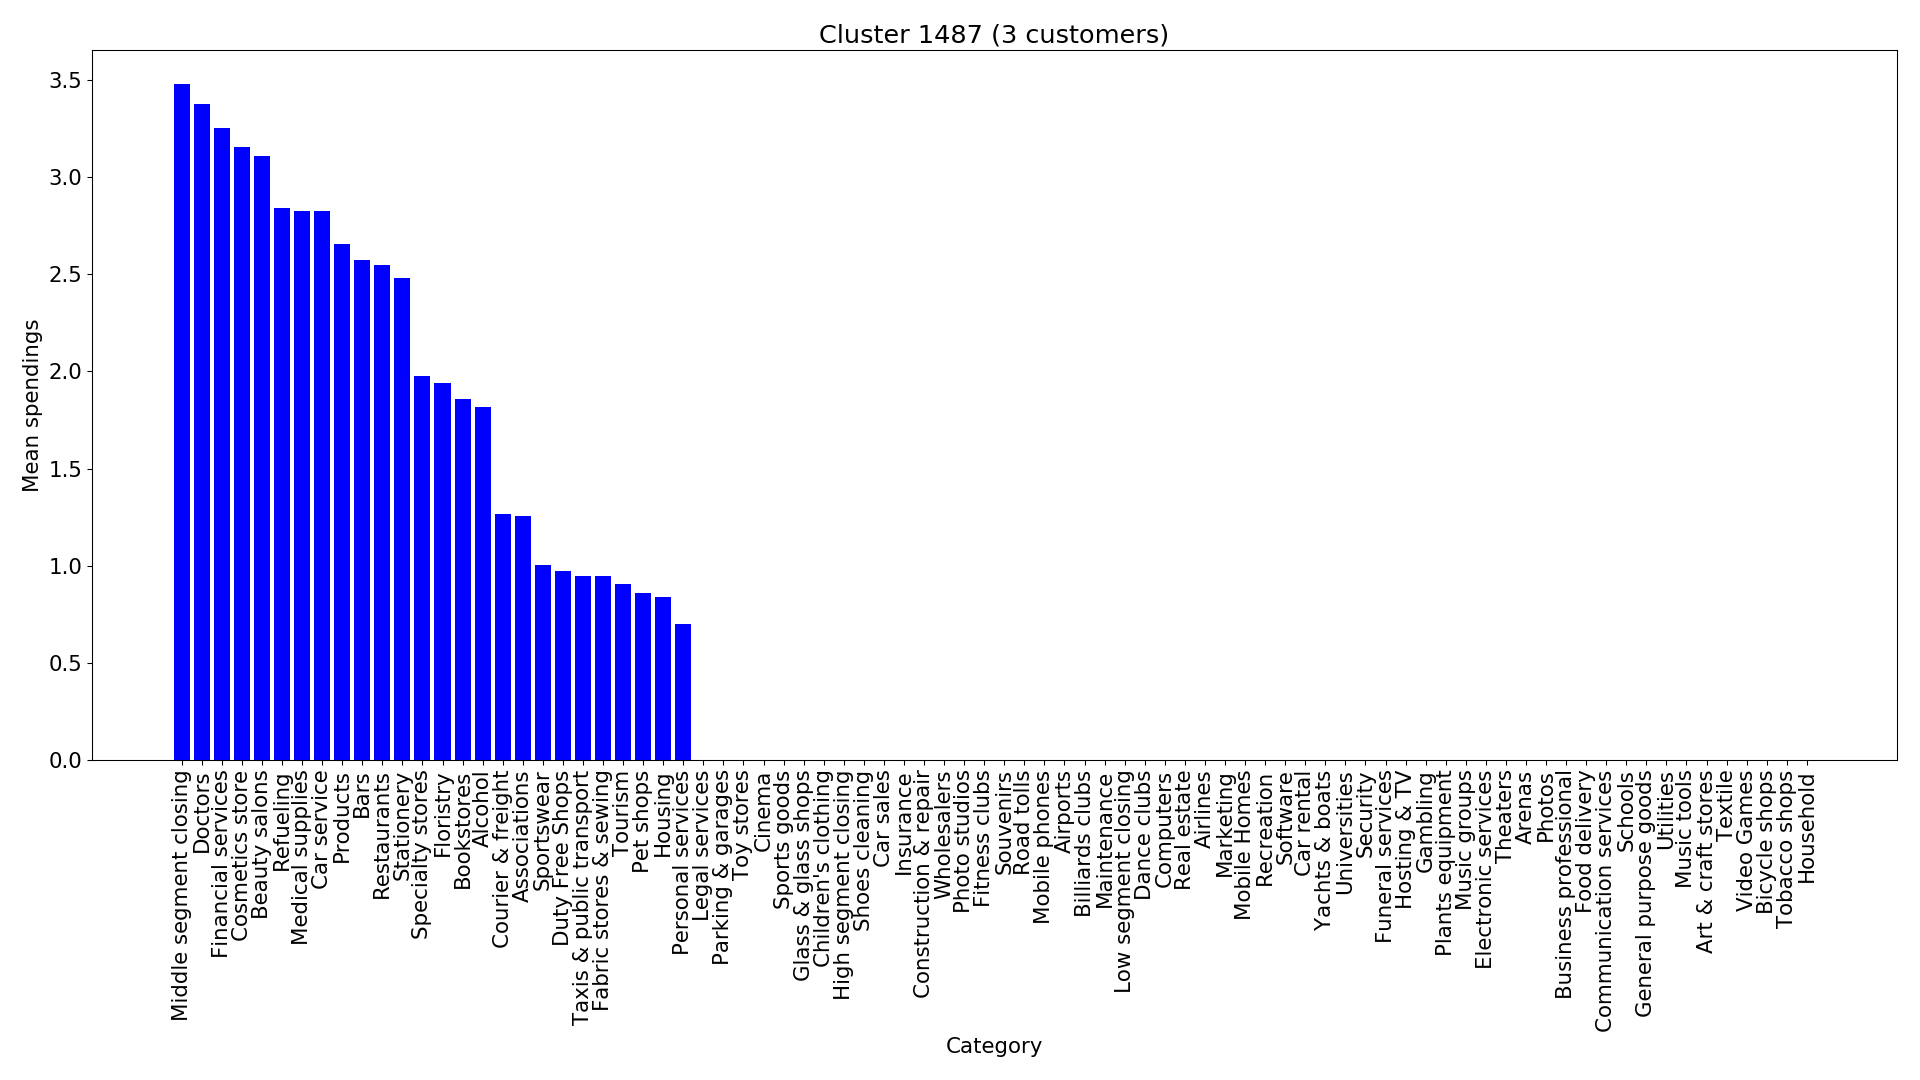 Cluster 1487 (3 customers)
Mean spendings
3.5
3.0
2.5
2.0
1.5
1.0
0.5
0.0
Middle segment closing
Doctors
Financial services
Cosmetics store
Beauty salons
Refueling
Medical supplies
Car service
Products
Bars
Restaurants
Stationery
Specialty stores
Floristry
Bookstores
Alcohol
Courier & freight
Associations
Sportswear
Duty Free Shops
Taxis & public transport
Fabric stores & sewing
Tourism
Pet shops
Housing
Personal services
Legal services
Parking & garages
Toy stores
Cinema
Sports goods
Glass & glass shops
Children's clothing
High segment closing
Shoes cleaning
Car sales
Insurance
Construction & repair
Wholesalers
Photo studios
Fitness clubs
Souvenirs
Road tolls
Mobile phones
Airports
Billiards clubs
Maintenance
Low segment closing
Dance clubs
Computers
Real estate
Airlines
Marketing
Mobile Homes
Recreation
Software
Car rental
Yachts & boats
Universities
Security
Funeral services
Hosting & TV
Gambling
Plants equipment
Music groups
Electronic services
Theaters
Arenas
Photos
Business professional
Food delivery
Communication services
Schools
General purpose goods
Utilities
Music tools
Art & craft stores
Textile
Video Games
Bicycle shops
Tobacco shops
Household
Category